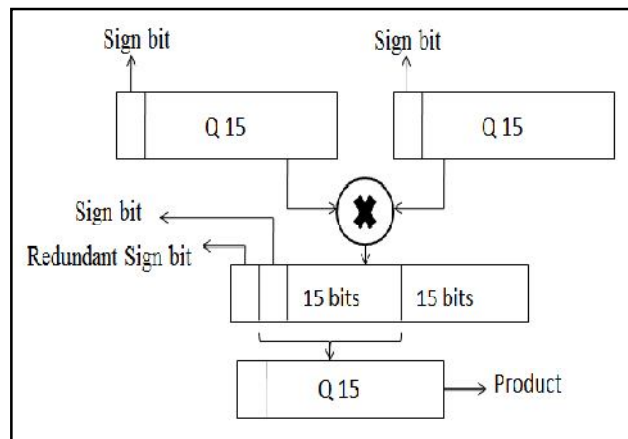 Sign bit
Sign bit
Q 15
Q 15
X
Sign bit
Redundant Sign bit
15 bits
15 bits
Q 15
Product